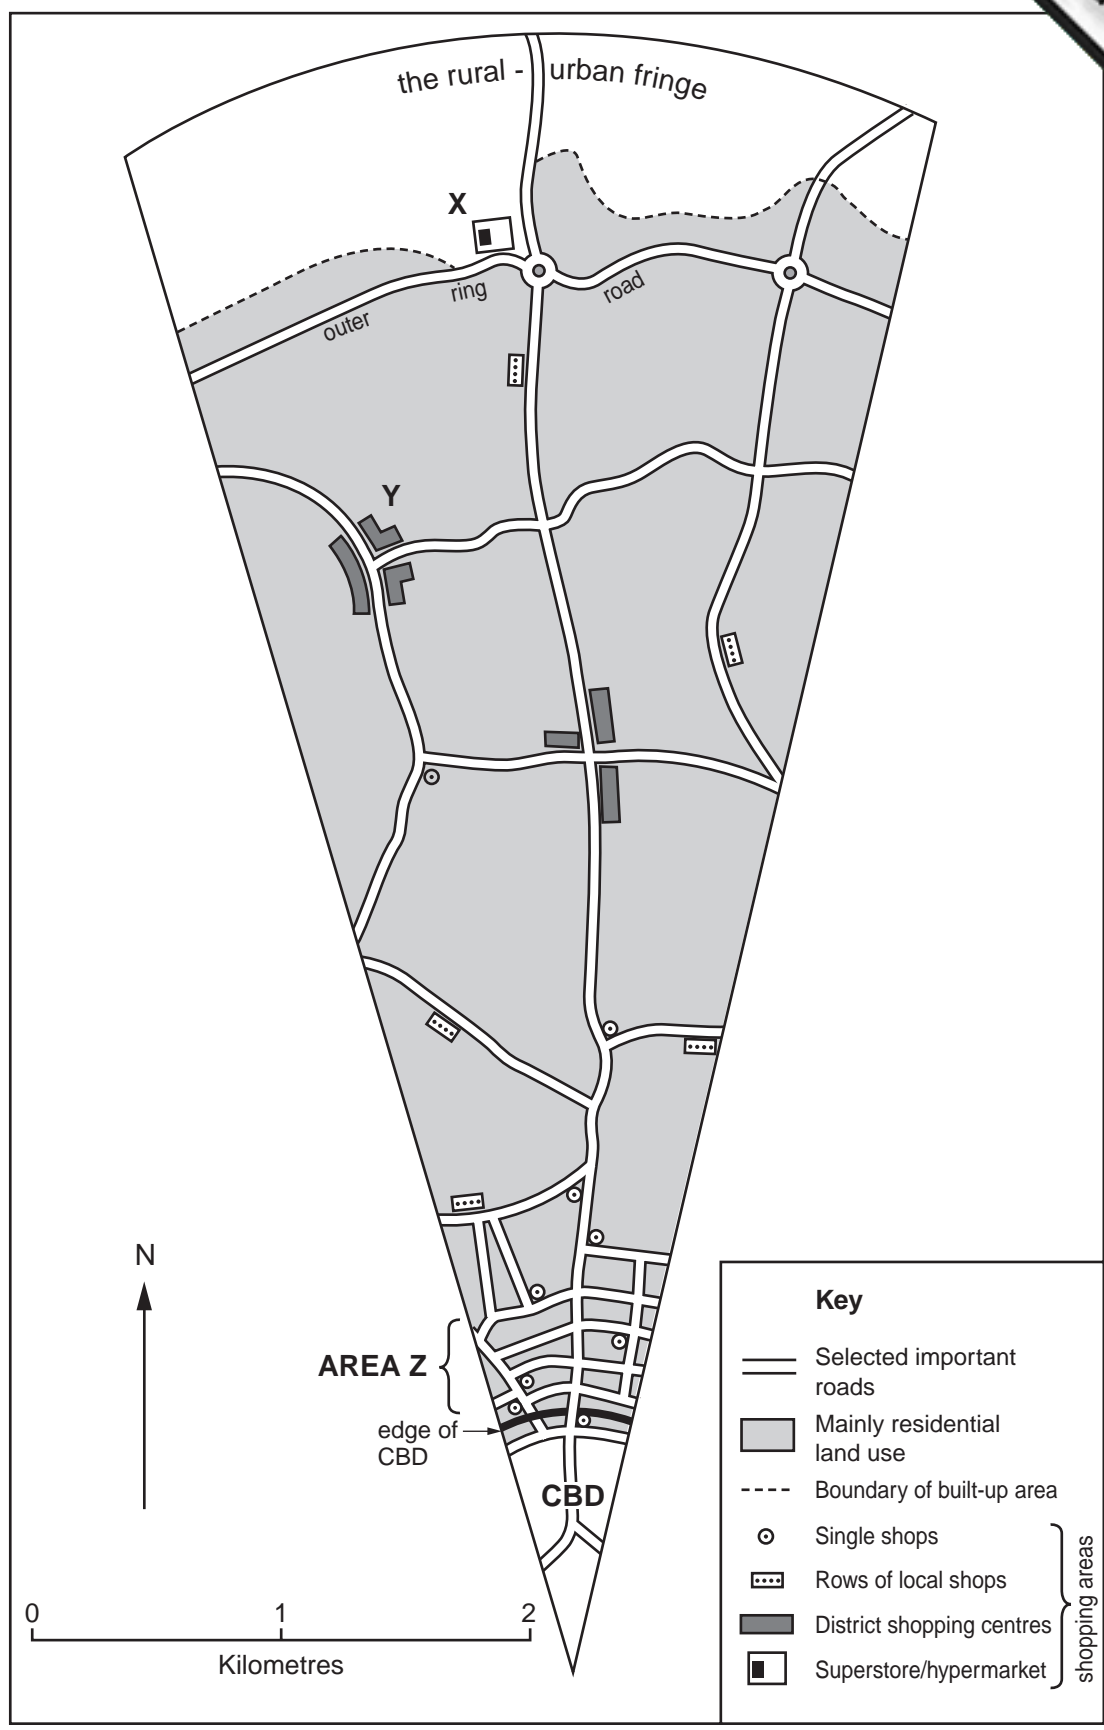 the rural - urban fringe
X
outer ring road
Y
N
AREA Z
edge of
CBD
CBD
0 1 2
Kilometres
Key
Selected important
roads
Mainly residential
land use
Boundary of built-up area
Single shops
Rows of local shops
District shopping centres
Superstore/hypermarket
shopping areas